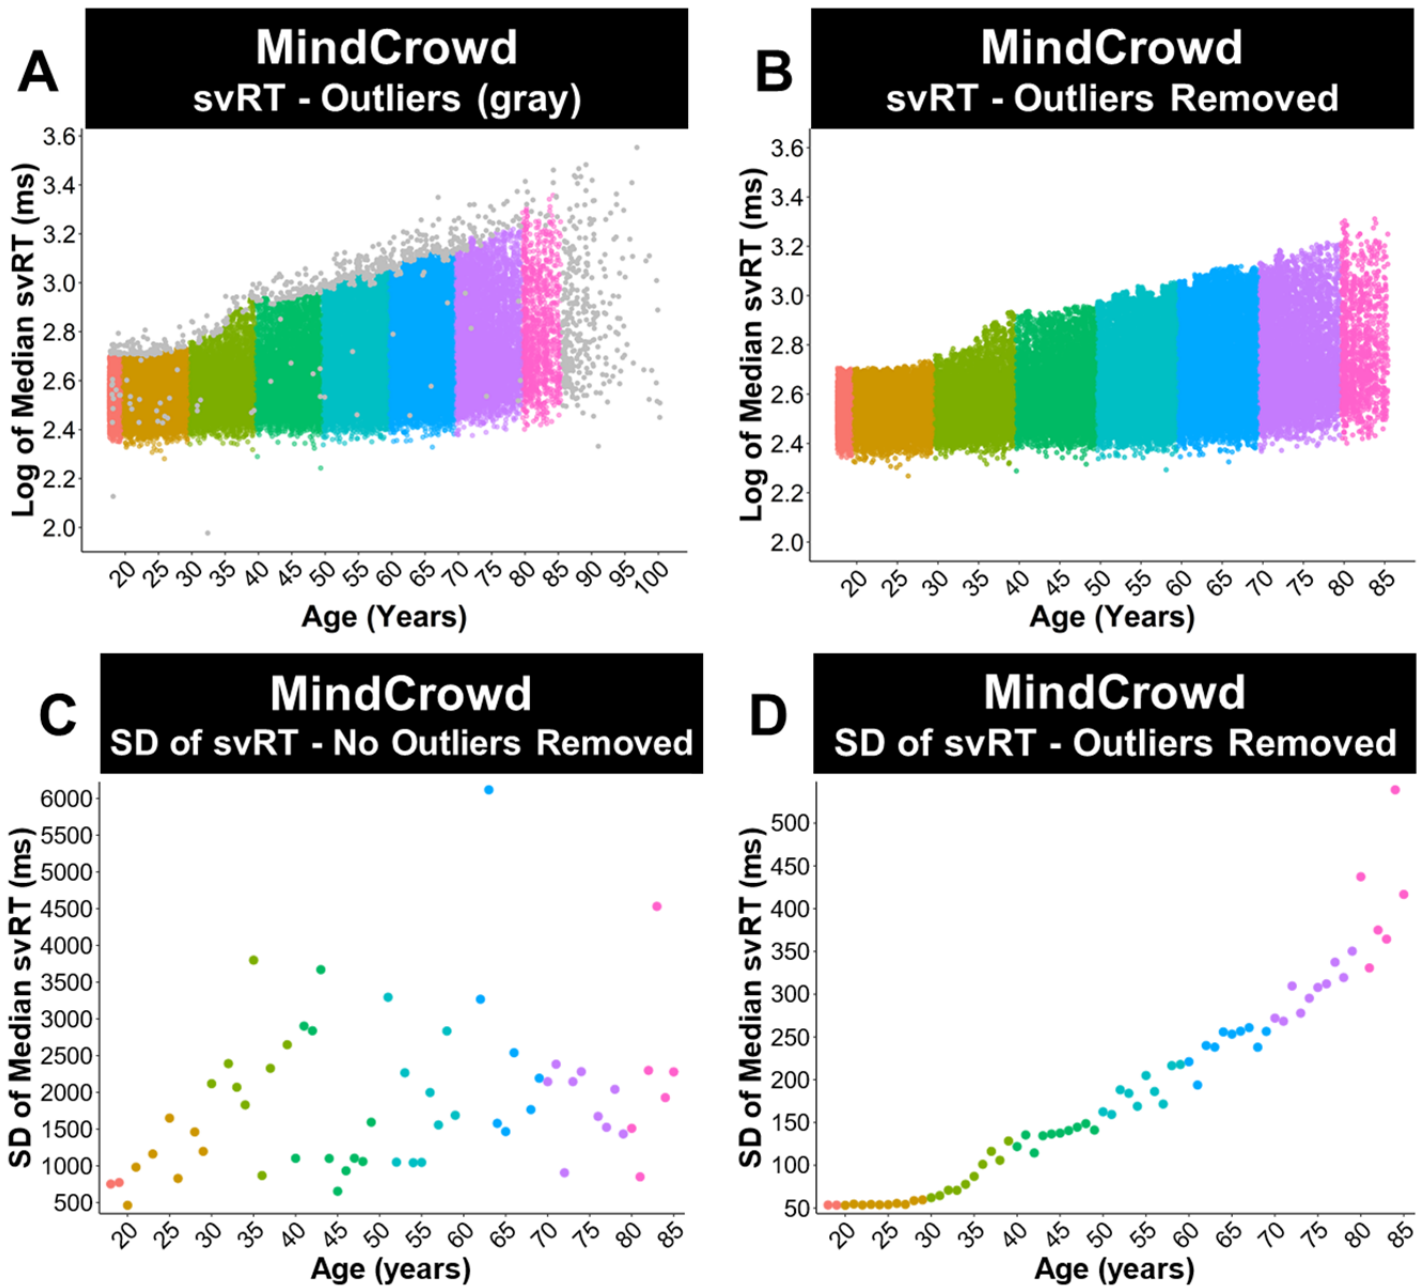 A
MindCrowd
svRT - Outliers (gray)
Log of Median svRT (ms)
3.6
3.4
3.2
3.0
2.8
2.6
2.4
2.2
2.0
20 25 30 35 40 45 50 55 60 65 70 75 80 85 90 95 100
Age (Years)
B
MindCrowd
svRT - Outliers Removed
Log of Median svRT (ms)
3.6
3.4
3.2
3.0
2.8
2.6
2.4
2.2
2.0
20 25 30 35 40 45 50 55 60 65 70 75 80 85
Age (Years)
C
MindCrowd
SD of svRT - No Outliers Removed
SD of Median svRT (ms)
6000
5500
5000
4500
4000
3500
3000
2500
2000
1500
1000
500
20 25 30 35 40 45 50 55 60 65 70 75 80 85
Age (years)
D
MindCrowd
SD of svRT - Outliers Removed
SD of Median svRT (ms)
500
450
400
350
300
250
200
150
100
50
20 25 30 35 40 45 50 55 60 65 70 75 80 85
Age (years)